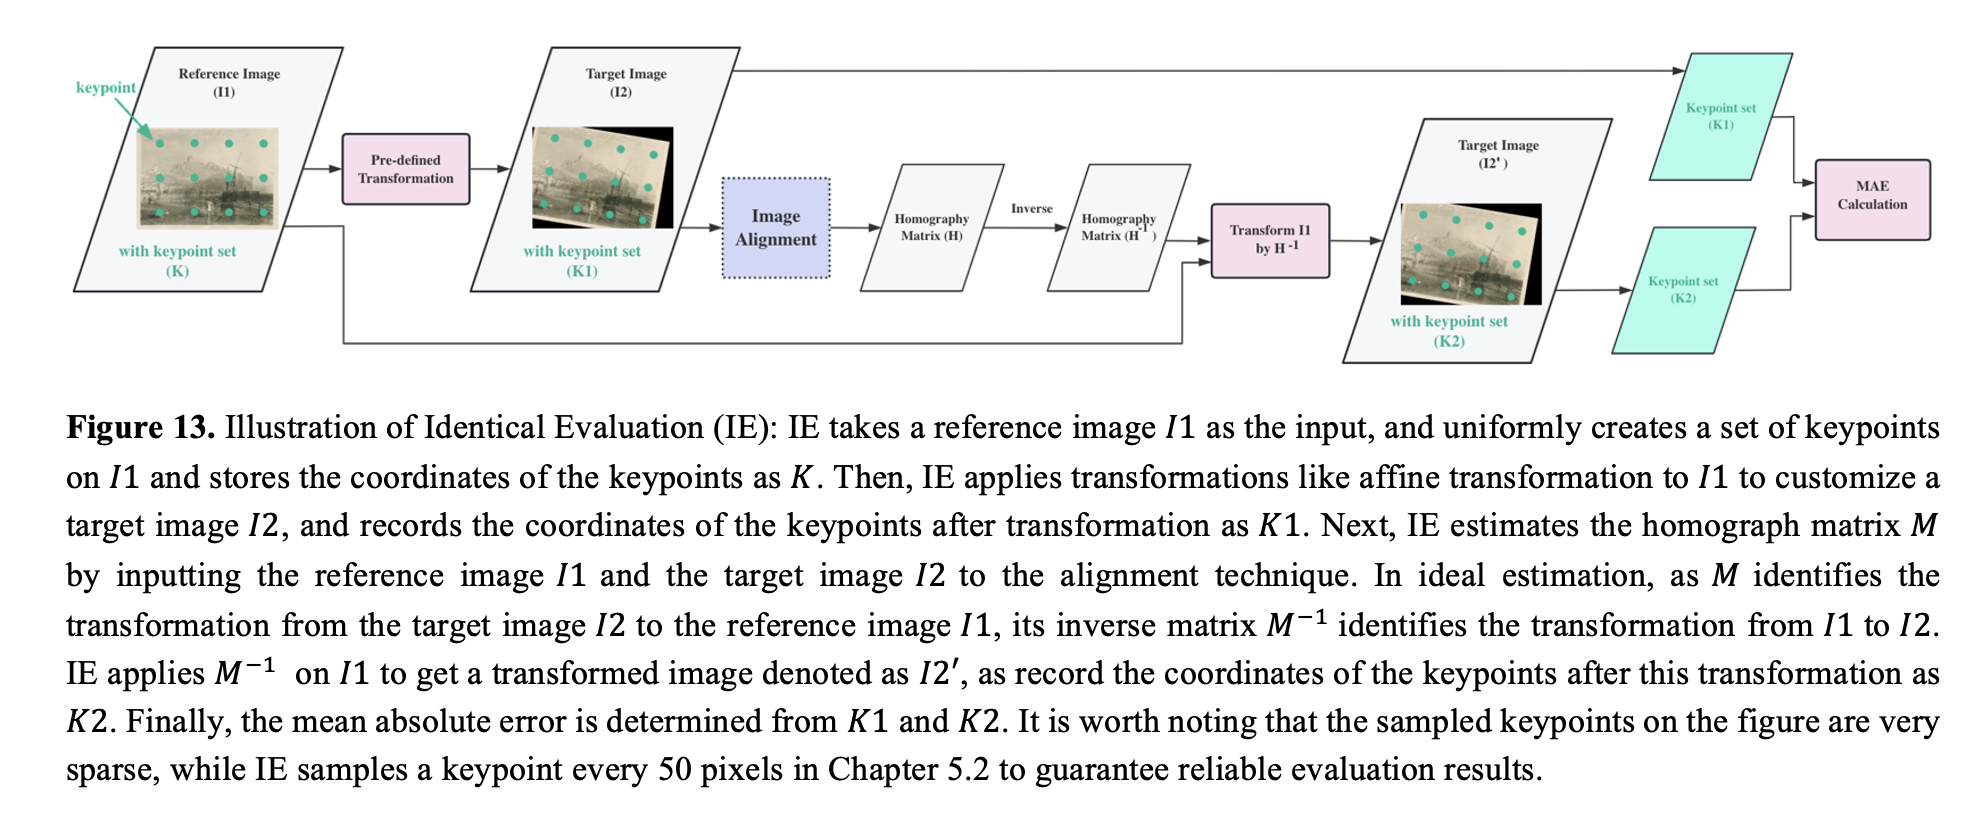 keypoint
Reference Image
(I1)
with keypoint set
(K)
Pre-defined
Transformation
Target Image
(I2)
with keypoint set
(K1)
Image
Alignment
Homography
Matrix (H)
Inverse
Homography
Matrix (H⁻¹)
Transform I1
by H⁻¹
Target Image
(I2')
with keypoint set
(K2)
Keypoint set
(K1)
Keypoint set
(K2)
MAE
Calculation
Figure 13. Illustration of Identical Evaluation (IE): IE takes a reference image I1 as the input, and uniformly creates a set of keypoints
on I1 and stores the coordinates of the keypoints as K. Then, IE applies transformations like affine transformation to I1 to customize a
target image I2, and records the coordinates of the keypoints after transformation as K1. Next, IE estimates the homograph matrix M
by inputting the reference image I1 and the target image I2 to the alignment technique. In ideal estimation, as M identifies the
transformation from the target image I2 to the reference image I1, its inverse matrix M⁻¹ identifies the transformation from I1 to I2.
IE applies M⁻¹ on I1 to get a transformed image denoted as I2′, as record the coordinates of the keypoints after this transformation as
K2. Finally, the mean absolute error is determined from K1 and K2. It is worth noting that the sampled keypoints on the figure are very
sparse, while IE samples a keypoint every 50 pixels in Chapter 5.2 to guarantee reliable evaluation results.